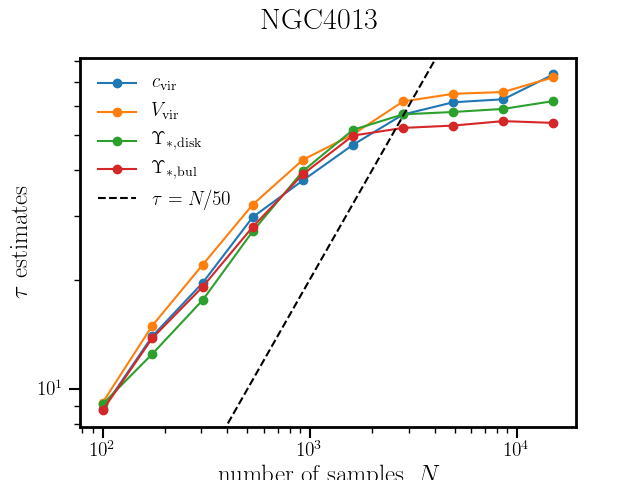 NGC4013
c_vir
V_vir
Υ_*,disk
Υ_*,bul
τ = N/50
τ estimates
10^1
10^2
10^3
10^4
number of samples, N